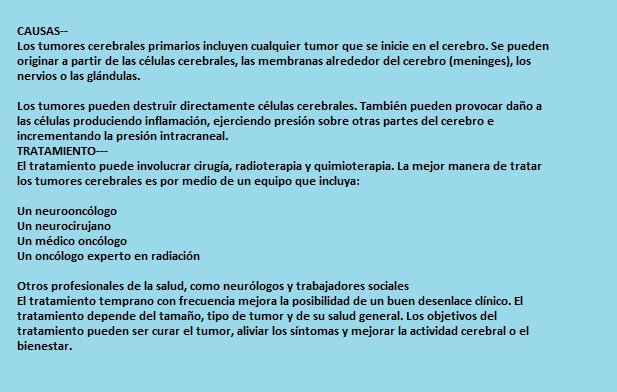 CAUSAS--
Los tumores cerebrales primarios incluyen cualquier tumor que se inicie en el cerebro. Se pueden
originar a partir de las células cerebrales, las membranas alrededor del cerebro (meninges), los
nervios o las glándulas.
Los tumores pueden destruir directamente células cerebrales. También pueden provocar daño a
las células produciendo inflamación, ejerciendo presión sobre otras partes del cerebro e
incrementando la presión intracraneal.
TRATAMIENTO---
El tratamiento puede involucrar cirugía, radioterapia y quimioterapia. La mejor manera de tratar
los tumores cerebrales es por medio de un equipo que incluya:
Un neurooncólogo
Un neurocirujano
Un médico oncólogo
Un oncólogo experto en radiación
Otros profesionales de la salud, como neurólogos y trabajadores sociales
El tratamiento temprano con frecuencia mejora la posibilidad de un buen desenlace clínico. El
tratamiento depende del tamaño, tipo de tumor y de su salud general. Los objetivos del
tratamiento pueden ser curar el tumor, aliviar los síntomas y mejorar la actividad cerebral o el
bienestar.